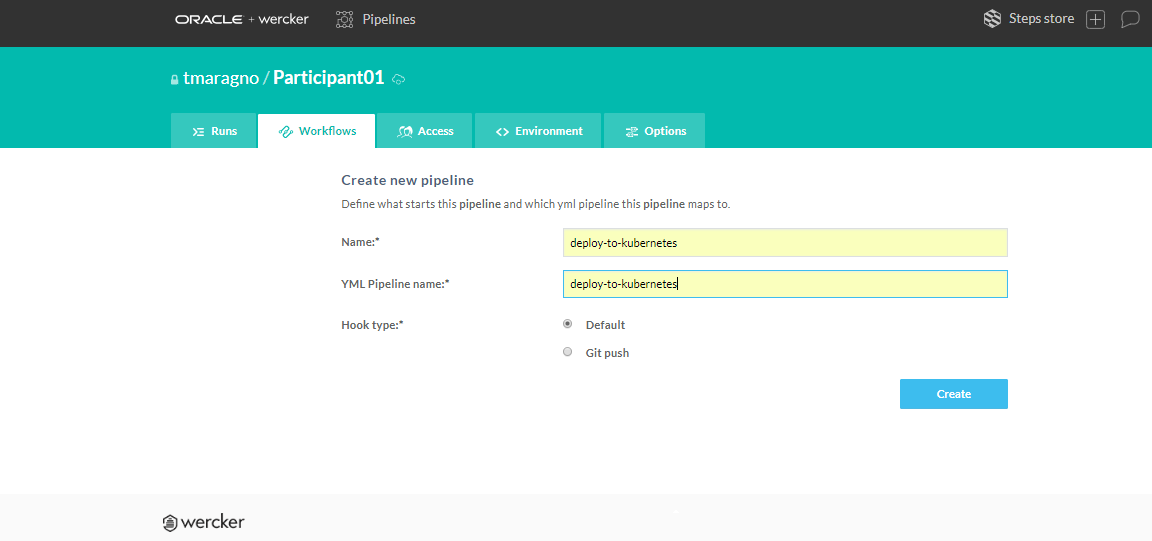 ORACLE + wercker Pipelines Steps store
tmaragno / Participant01
Runs Workflows Access Environment Options
Create new pipeline
Define what starts this pipeline and which yml pipeline this pipeline maps to.
Name:* deploy-to-kubernetes
YML Pipeline name:* deploy-to-kubernetes
Hook type:* Default
Git push
Create
wercker